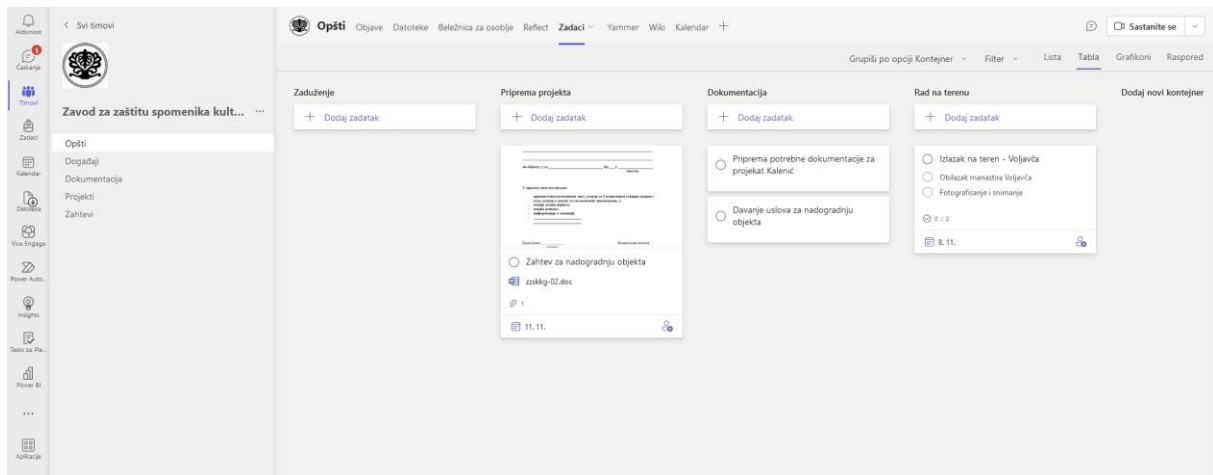 Aktivnost
Ćaskanje
1
Timovi
Zadaci
Kalendar
Datoteke
Viva Engage
Power Auto...
Insights
Tasks za Pla...
Power BI
...
Aplikacije
< Svi timovi
Zavod za zaštitu spomenika kult... ...
Opšti
Događaji
Dokumentacija
Projekti
Zahtevi
Opšti Objave Datoteke Beležnica za osoblje Reflect Zadaci Yammer Wiki Kalendar +
Sastanite se
Grupiši po opciji Kontejner Filter Lista Tabla Grafikoni Raspored
Zaduženje
+ Dodaj zadatak
Priprema projekta
+ Dodaj zadatak
Zahtev za nadogradnju objekta
zzskkg-02.doc
1
11. 11.
Dokumentacija
+ Dodaj zadatak
Priprema potrebne dokumentacije za
projekat Kalenić
Davanje uslova za nadogradnju
objekta
Rad na terenu
+ Dodaj zadatak
Izlazak na teren - Voljavča
Obilazak manastira Voljavča
Fotografisanje i snimanje
0 / 2
8. 11.
Dodaj novi kontejner